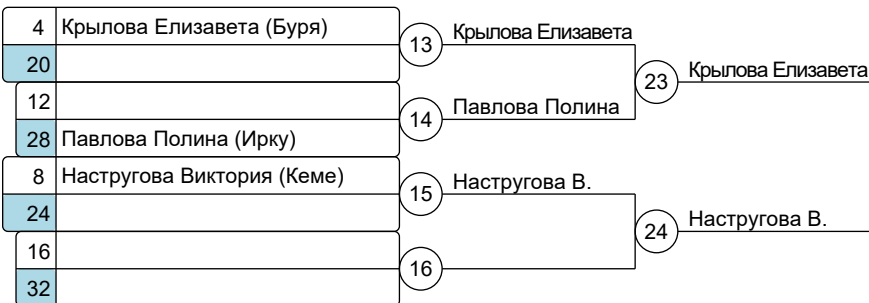 4 Крылова Елизавета (Буря)
20
13 Крылова Елизавета
12
28 Павлова Полина (Ирку)
14 Павлова Полина
23 Крылова Елизавета
8 Настругова Виктория (Кеме)
24
15 Настругова В.
16
32
16
24 Настругова В.